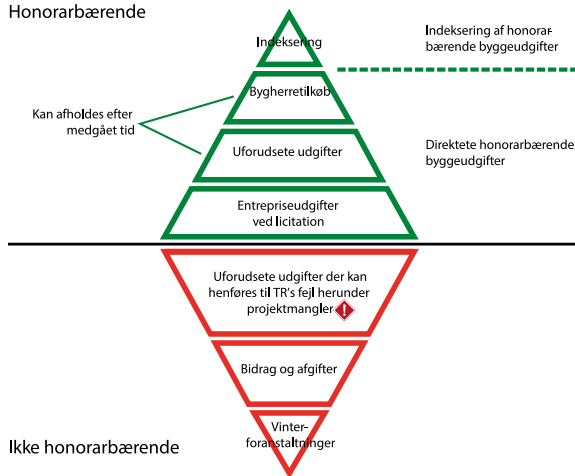 Honorarbærende
Indeksering
Indeksering af honorar-
bærende byggeudgifter
Bygherretilkøb
Kan afholdes efter
medgået tid
Uforudsete udgifter
Direktete honorarbærende
byggeudgifter
Entrepriseudgifter
ved licitation
Uforudsete udgifter der kan
henføres til TR's fejl herunder
projektmangler
!
Bidrag og afgifter
Vinter-
foranstaltninger
Ikke honorarbærende